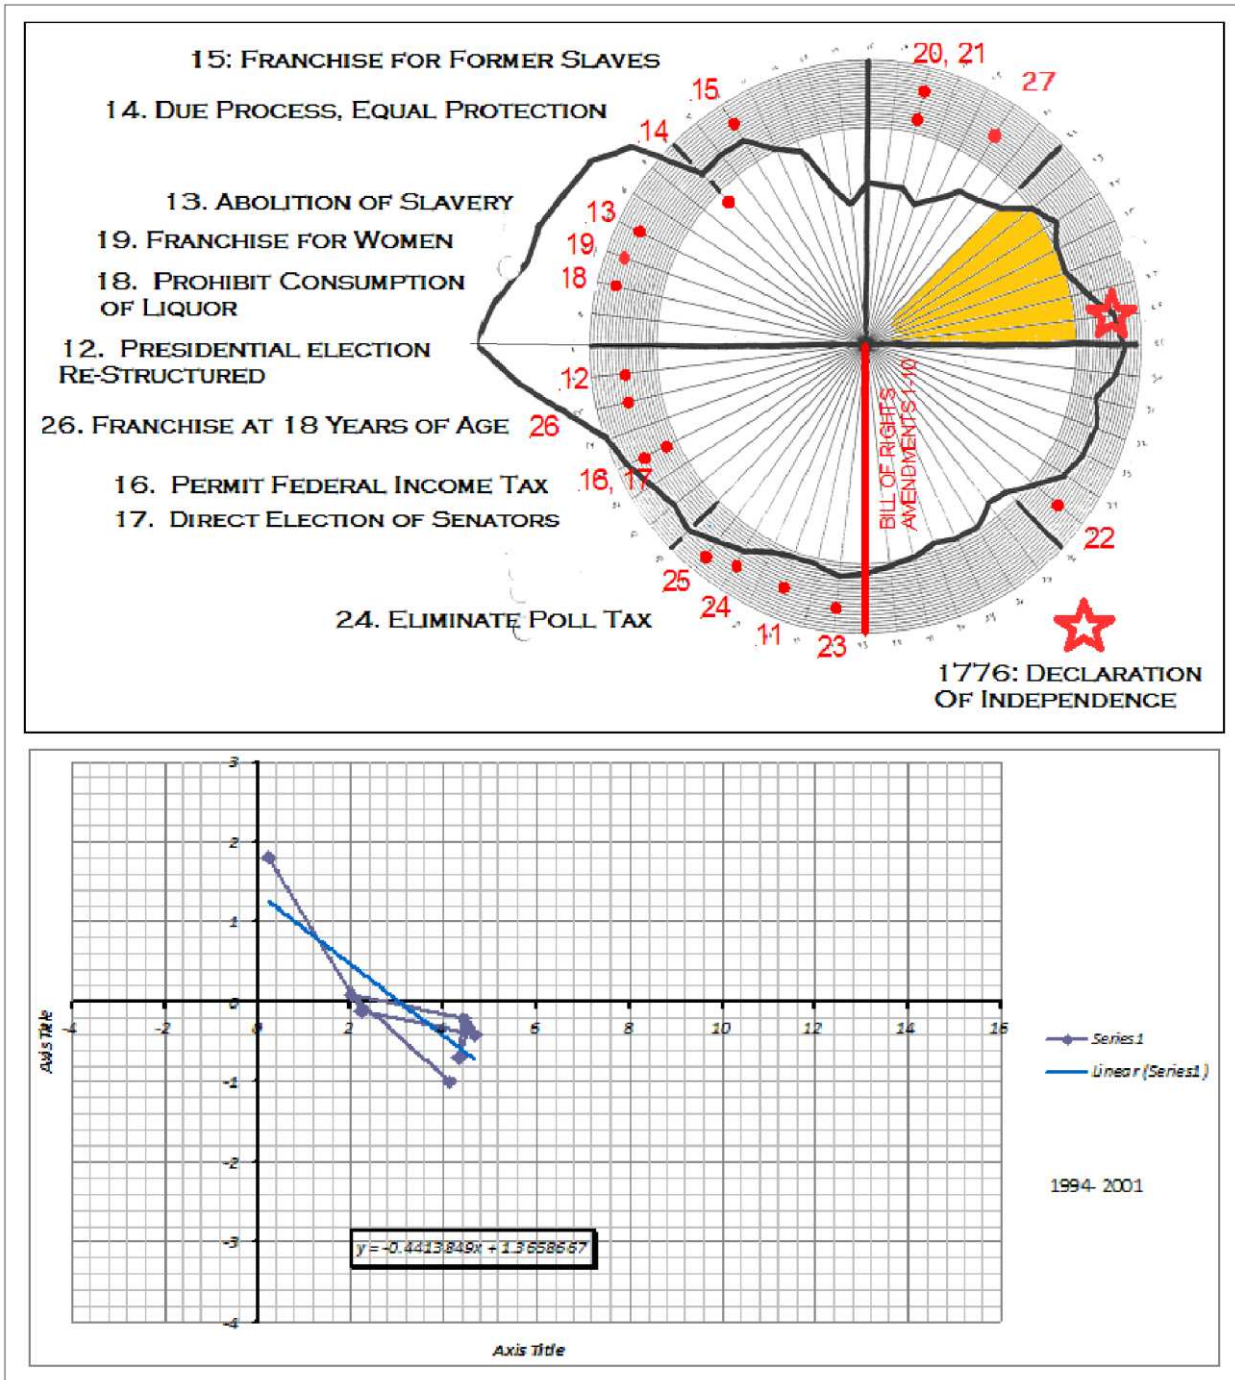 15: FRANCHISE FOR FORMER SLAVES
14. DUE PROCESS, EQUAL PROTECTION
13. ABOLITION OF SLAVERY
19. FRANCHISE FOR WOMEN
18. PROHIBIT CONSUMPTION
OF LIQUOR
12. PRESIDENTIAL ELECTION
RE-STRUCTURED
26. FRANCHISE AT 18 YEARS OF AGE
16. PERMIT FEDERAL INCOME TAX
17. DIRECT ELECTION OF SENATORS
24. ELIMINATE POLL TAX
20, 21
27
15
14
13
19
18
12
26
16, 17
25
24
11
23
22
BILL OF RIGHTS
AMENDMENTS 1-10
1776: DECLARATION
OF INDEPENDENCE
3
2
1
0
-1
-2
-3
-4
-4 -2 0 2 4 6 8 10 12 14 16
Axis Title
Axis Title
Series1
Linear (Series1)
1994- 2001
y = -0.4413849x + 1.3658667